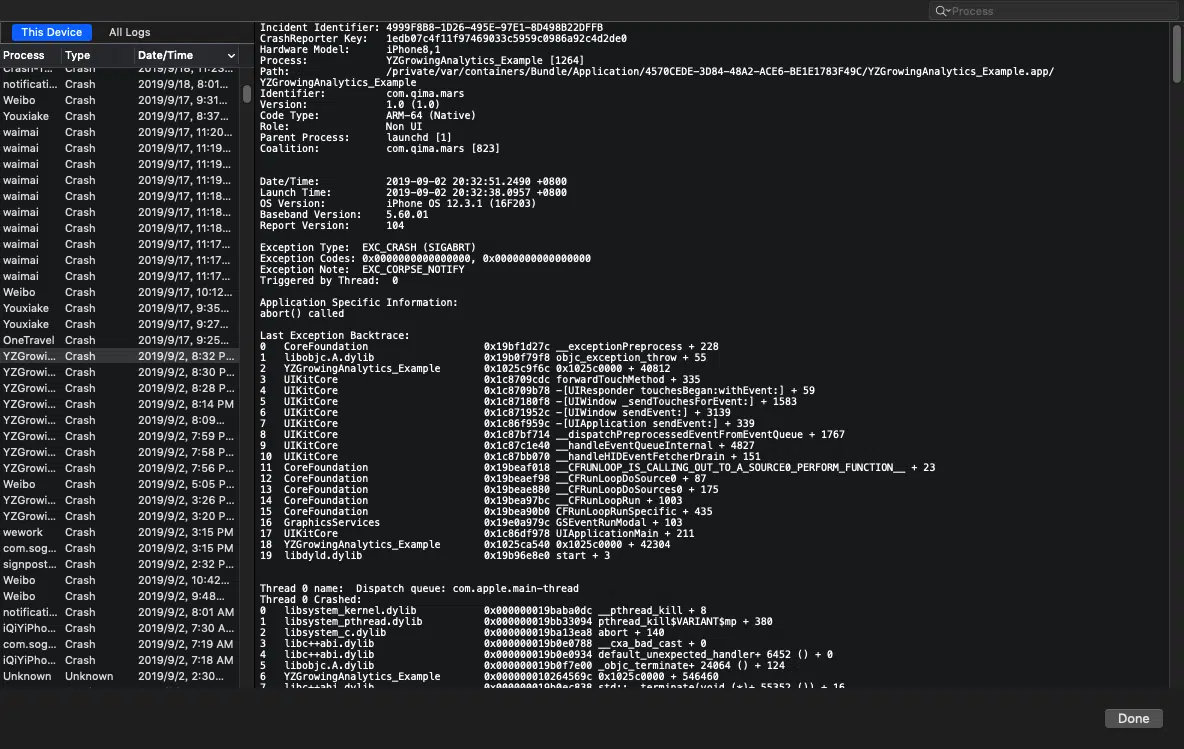 Process
This Device All Logs
Process Type Date/Time
Crash-1... Crash 2019/9/18, 11:23...
notificati... Crash 2019/9/18, 8:01...
Weibo Crash 2019/9/17, 9:31...
Youxiake Crash 2019/9/17, 8:37...
waimai Crash 2019/9/17, 11:20...
waimai Crash 2019/9/17, 11:19...
waimai Crash 2019/9/17, 11:19...
waimai Crash 2019/9/17, 11:19...
waimai Crash 2019/9/17, 11:18...
waimai Crash 2019/9/17, 11:18...
waimai Crash 2019/9/17, 11:18...
waimai Crash 2019/9/17, 11:17...
waimai Crash 2019/9/17, 11:17...
waimai Crash 2019/9/17, 11:17...
Weibo Crash 2019/9/17, 10:12...
Youxiake Crash 2019/9/17, 9:35...
Youxiake Crash 2019/9/17, 9:27...
OneTravel Crash 2019/9/17, 9:25...
YZGrowi... Crash 2019/9/2, 8:32 P...
YZGrowi... Crash 2019/9/2, 8:30 P...
YZGrowi... Crash 2019/9/2, 8:28 P...
YZGrowi... Crash 2019/9/2, 8:14 PM
YZGrowi... Crash 2019/9/2, 8:09...
YZGrowi... Crash 2019/9/2, 7:59 P...
YZGrowi... Crash 2019/9/2, 7:58 P...
YZGrowi... Crash 2019/9/2, 7:56 P...
Weibo Crash 2019/9/2, 5:05 P...
YZGrowi... Crash 2019/9/2, 3:26 P...
YZGrowi... Crash 2019/9/2, 3:20 P...
wework Crash 2019/9/2, 3:15 PM
com.sog... Crash 2019/9/2, 3:15 PM
signpost... Crash 2019/9/2, 2:32 P...
Weibo Crash 2019/9/2, 10:42...
Weibo Crash 2019/9/2, 9:48...
notificati... Crash 2019/9/2, 8:01 AM
iQiYiPho... Crash 2019/9/2, 7:30 A...
com.sog... Crash 2019/9/2, 7:19 AM
iQiYiPho... Crash 2019/9/2, 7:18 AM
Unknown Unknown 2019/9/2, 2:30...
Incident Identifier: 4999F8B8-1D26-495E-97E1-8D498B22DFFB
CrashReporter Key: 1edb07c4f11f97469033c5959c0986a92c4d2de0
Hardware Model: iPhone8,1
Process: YZGrowingAnalytics_Example [1264]
Path: /private/var/containers/Bundle/Application/4570CEDE-3D84-48A2-ACE6-BE1E1783F49C/YZGrowingAnalytics_Example.app/
YZGrowingAnalytics_Example
Identifier: com.qima.mars
Version: 1.0 (1.0)
Code Type: ARM-64 (Native)
Role: Non UI
Parent Process: launchd [1]
Coalition: com.qima.mars [823]
Date/Time: 2019-09-02 20:32:51.2490 +0800
Launch Time: 2019-09-02 20:32:38.0957 +0800
OS Version: iPhone OS 12.3.1 (16F203)
Baseband Version: 5.60.01
Report Version: 104
Exception Type: EXC_CRASH (SIGABRT)
Exception Codes: 0x0000000000000000, 0x0000000000000000
Exception Note: EXC_CORPSE_NOTIFY
Triggered by Thread: 0
Application Specific Information:
abort() called
Last Exception Backtrace:
0 CoreFoundation 0x19bf1d27c __exceptionPreprocess + 228
1 libobjc.A.dylib 0x19b0f79f8 objc_exception_throw + 55
2 YZGrowingAnalytics_Example 0x1025c9f6c 0x1025c0000 + 40812
3 UIKitCore 0x1c8709cdc forwardTouchMethod + 335
4 UIKitCore 0x1c8709b78 -[UIResponder touchesBegan:withEvent:] + 59
5 UIKitCore 0x1c87180f8 -[UIWindow _sendTouchesForEvent:] + 1583
6 UIKitCore 0x1c871952c -[UIWindow sendEvent:] + 3139
7 UIKitCore 0x1c86f959c -[UIApplication sendEvent:] + 339
8 UIKitCore 0x1c87bf714 __dispatchPreprocessedEventFromEventQueue + 1767
9 UIKitCore 0x1c87c1e40 __handleEventQueueInternal + 4827
10 UIKitCore 0x1c87bb070 __handleHIDEventFetcherDrain + 151
11 CoreFoundation 0x19beaf018 __CFRUNLOOP_IS_CALLING_OUT_TO_A_SOURCE0_PERFORM_FUNCTION__ + 23
12 CoreFoundation 0x19beaef98 __CFRunLoopDoSource0 + 87
13 CoreFoundation 0x19beae880 __CFRunLoopDoSources0 + 175
14 CoreFoundation 0x19bea97bc __CFRunLoopRun + 1003
15 CoreFoundation 0x19bea90b0 CFRunLoopRunSpecific + 435
16 GraphicsServices 0x19e0a979c GSEventRunModal + 103
17 UIKitCore 0x1c86df978 UIApplicationMain + 211
18 YZGrowingAnalytics_Example 0x1025ca540 0x1025c0000 + 42304
19 libdyld.dylib 0x19b96e8e0 start + 3
Thread 0 name: Dispatch queue: com.apple.main-thread
Thread 0 Crashed:
0 libsystem_kernel.dylib 0x000000019baba0dc __pthread_kill + 8
1 libsystem_pthread.dylib 0x000000019bb33094 pthread_kill$VARIANT$mp + 380
2 libsystem_c.dylib 0x000000019ba13ea8 abort + 140
3 libc++abi.dylib 0x000000019b0e0788 __cxa_bad_cast + 0
4 libc++abi.dylib 0x000000019b0e0934 default_unexpected_handler+ 6452 () + 0
5 libobjc.A.dylib 0x000000019b0f7e00 _objc_terminate+ 24064 () + 124
6 YZGrowingAnalytics_Example 0x000000010264569c 0x1025c0000 + 546460
7 libc++abi.dylib 0x000000019b0ec838 std::__terminate(void (*)+ 55352 ()) + 16
Done